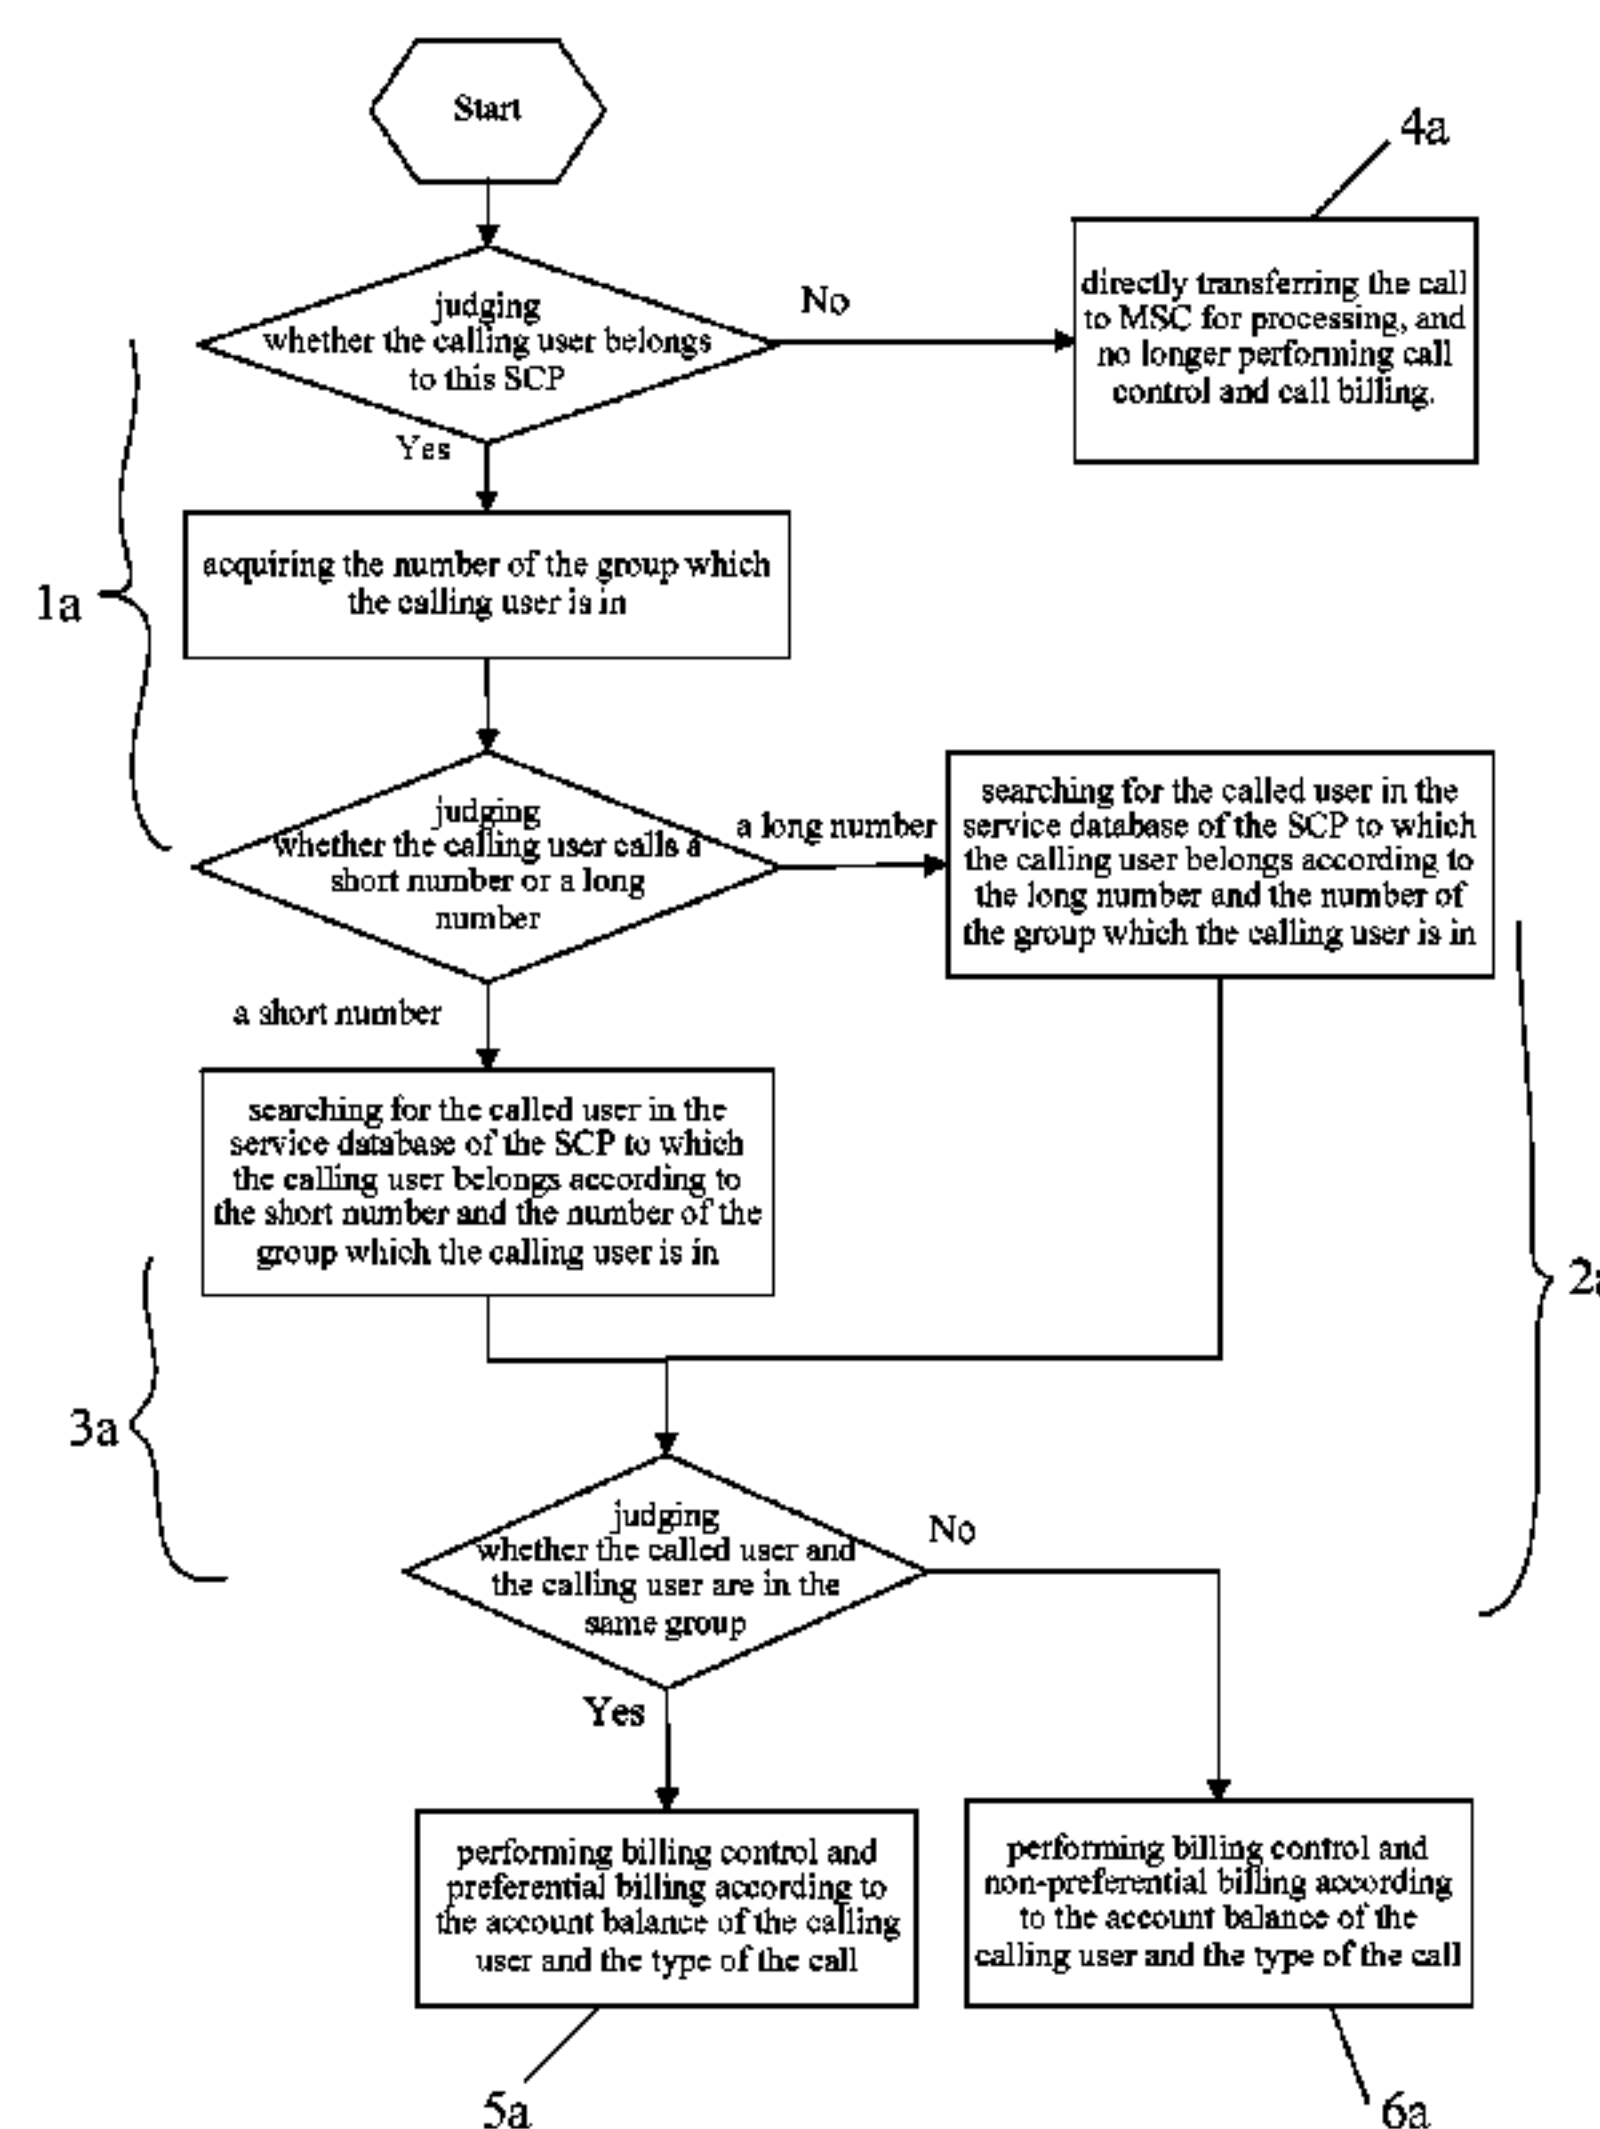 Start
4a
judging
whether the calling user belongs
to this SCP
No
directly transferring the call
to MSC for processing, and
no longer performing call
control and call billing.
Yes
acquiring the number of the group which
the calling user is in
1a
judging
whether the calling user calls a
short number or a long
number
a long number
searching for the called user in the
service database of the SCP to which
the calling user belongs according to
the long number and the number of
the group which the calling user is in
a short number
searching for the called user in the
service database of the SCP to which
the calling user belongs according to
the short number and the number of the
group which the calling user is in
2a
3a
judging
whether the called user and
the calling user are in the
same group
No
Yes
performing billing control and
preferential billing according to
the account balance of the calling
user and the type of the call
performing billing control and
non-preferential billing according
to the account balance of the
calling user and the type of the call
5a
6a